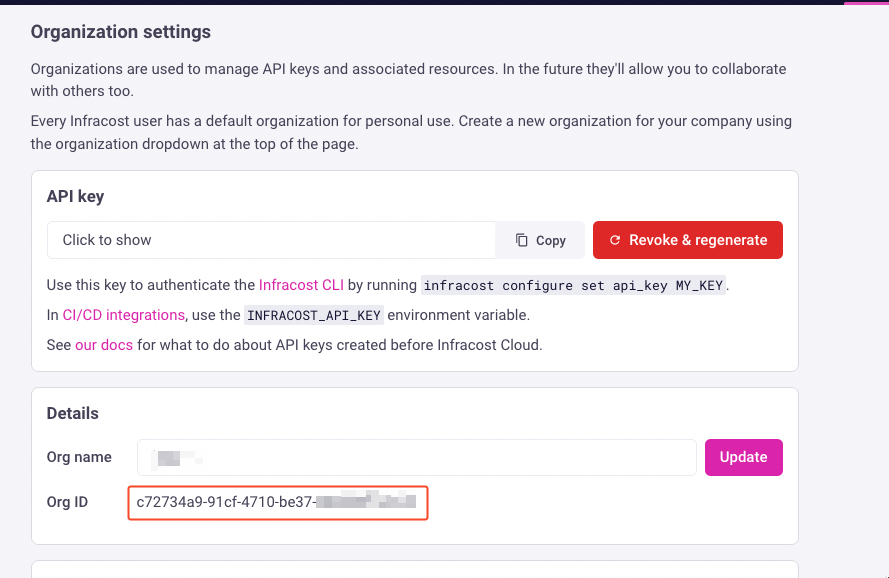 Organization settings
Organizations are used to manage API keys and associated resources. In the future they'll allow you to collaborate
with others too.
Every Infracost user has a default organization for personal use. Create a new organization for your company using
the organization dropdown at the top of the page.
API key
Click to show
Copy
Revoke & regenerate
Use this key to authenticate the Infracost CLI by running infracost configure set api_key MY_KEY.
In CI/CD integrations, use the INFRACOST_API_KEY environment variable.
See our docs for what to do about API keys created before Infracost Cloud.
Details
Org name
Update
Org ID
c72734a9-91cf-4710-be37-